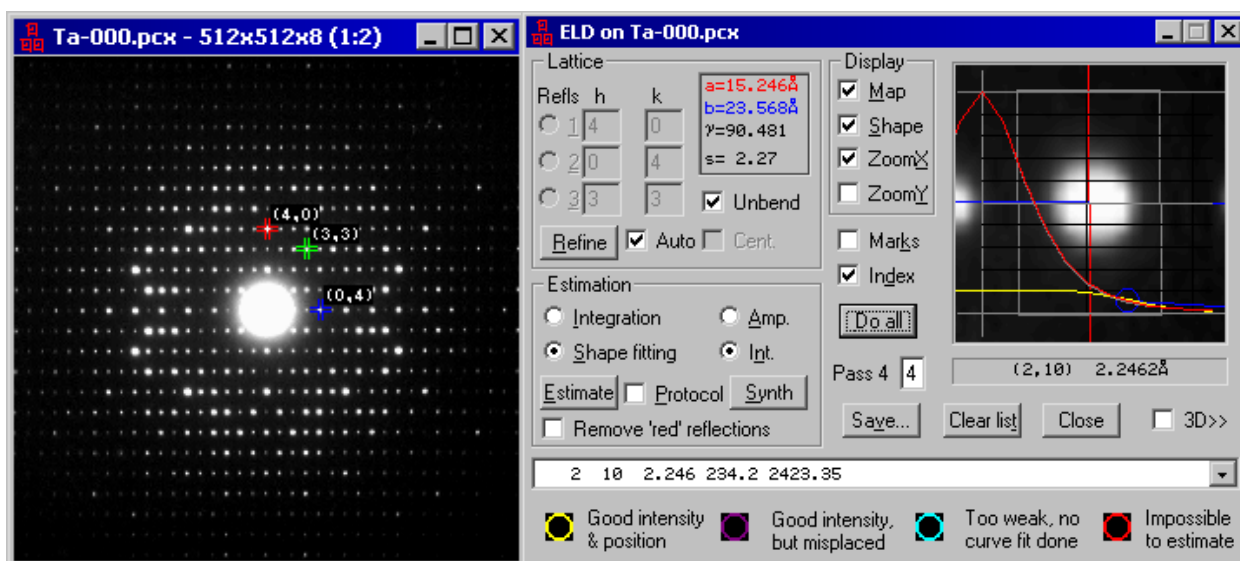 Ta-000.pcx - 512x512x8 (1:2)
(4,0)
(3,3)
(0,4)
ELD on Ta-000.pcx
Lattice
Refls h k
1 4 0
2 0 4
3 3 3
a=15.246Å
b=23.568Å
γ=90.481
s= 2.27
Unbend
Refine Auto Cent.
Estimation
Integration Amp.
Shape fitting Int.
Estimate Protocol Synth
Remove 'red' reflections
Display
Map
Shape
ZoomX
ZoomY
Marks
Index
Do all
Pass 4 4
(2,10) 2.2462Å
Save... Clear list Close 3D>>
2 10 2.246 234.2 2423.35
Good intensity
& position
Good intensity,
but misplaced
Too weak, no
curve fit done
Impossible
to estimate